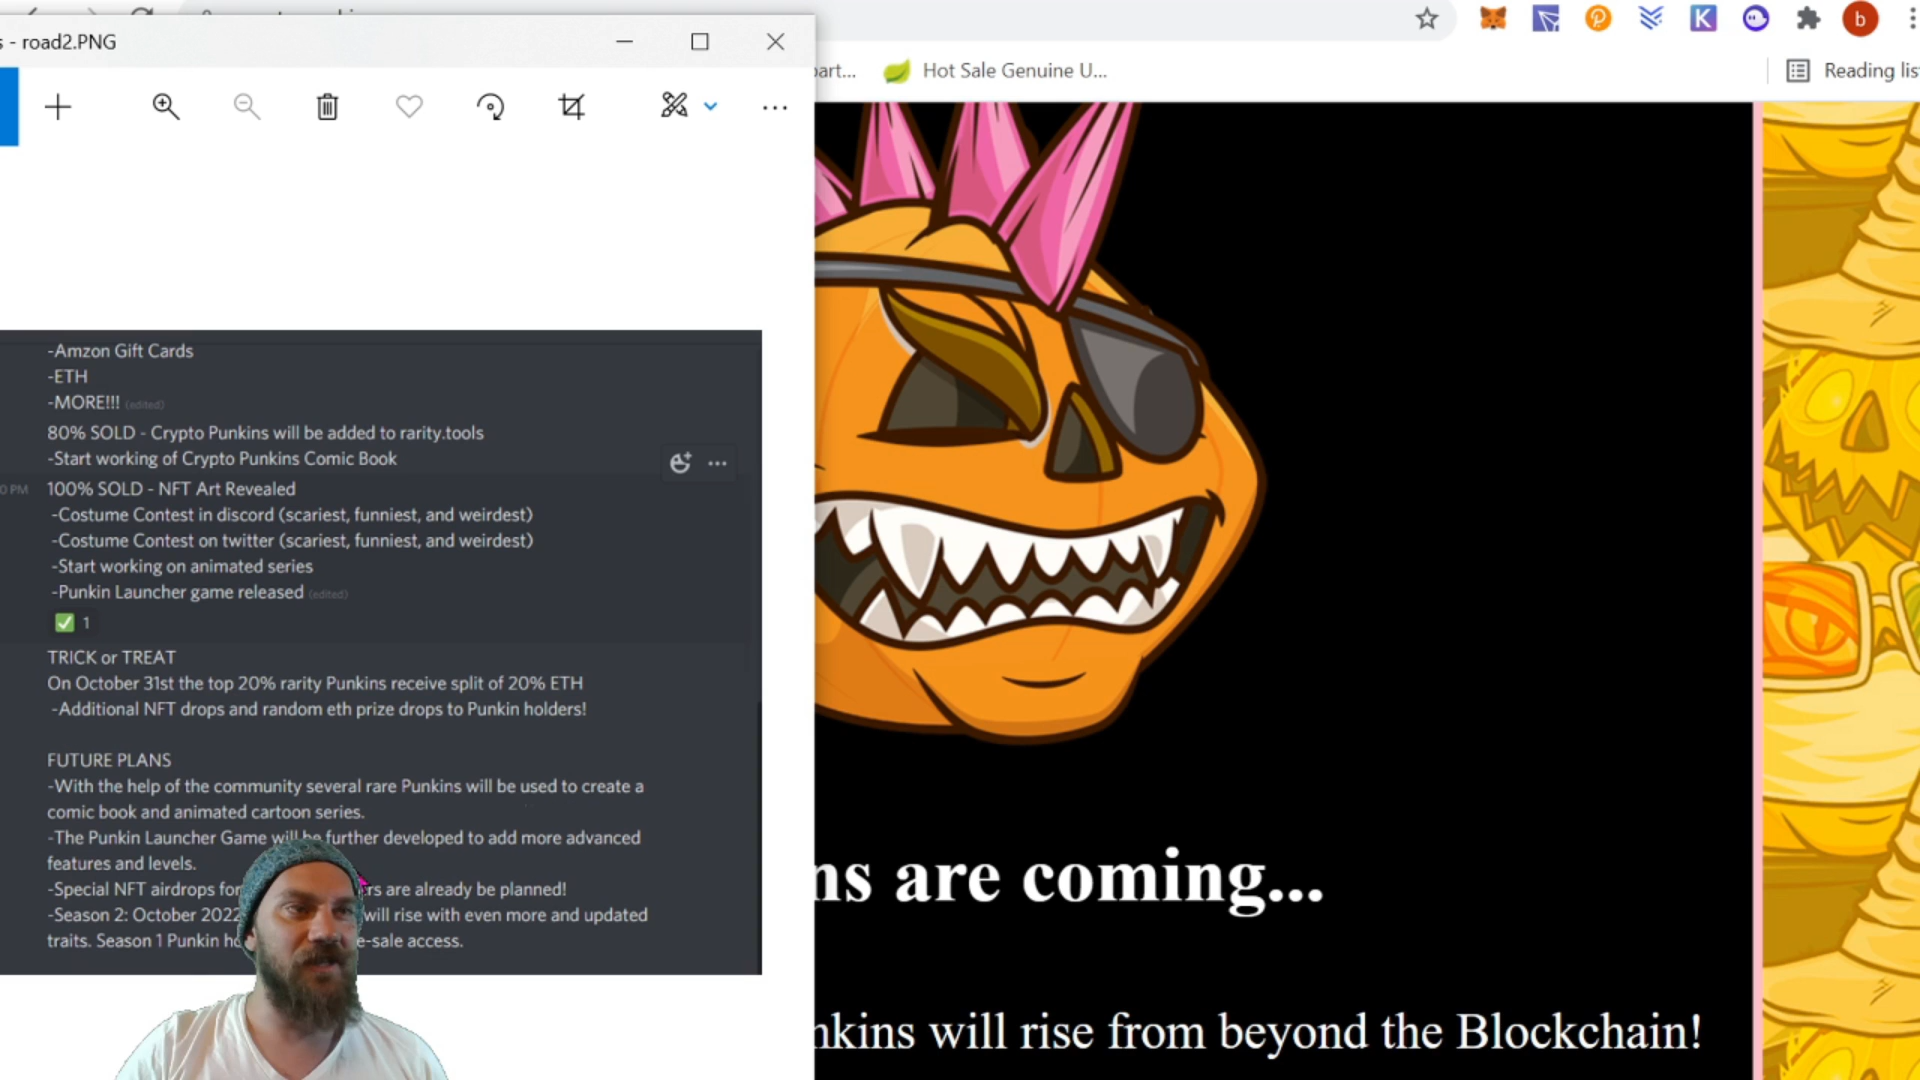 - road2.PNG
Hot Sale Genuine U...
b
-Amzon Gift Cards
-ETH
-MORE!!! (edited)
80% SOLD - Crypto Punkins will be added to rarity.tools
-Start working of Crypto Punkins Comic Book
PM 100% SOLD - NFT Art Revealed
-Costume Contest in discord (scariest, funniest, and weirdest)
-Costume Contest on twitter (scariest, funniest, and weirdest)
-Start working on animated series
-Punkin Launcher game released (edited)
1
TRICK or TREAT
On October 31st the top 20% rarity Punkins receive split of 20% ETH
-Additional NFT drops and random eth prize drops to Punkin holders!
FUTURE PLANS
-With the help of the community several rare Punkins will be used to create a
comic book and animated cartoon series.
-The Punkin Launcher Game will be further developed to add more advanced
features and levels.
-Special NFT airdrops for are already be planned!
-Season 2: October 2022 will rise with even more and updated
traits. Season 1 Punkin e-sale access.
are coming...
will rise from beyond the Blockchain!
Reading
K